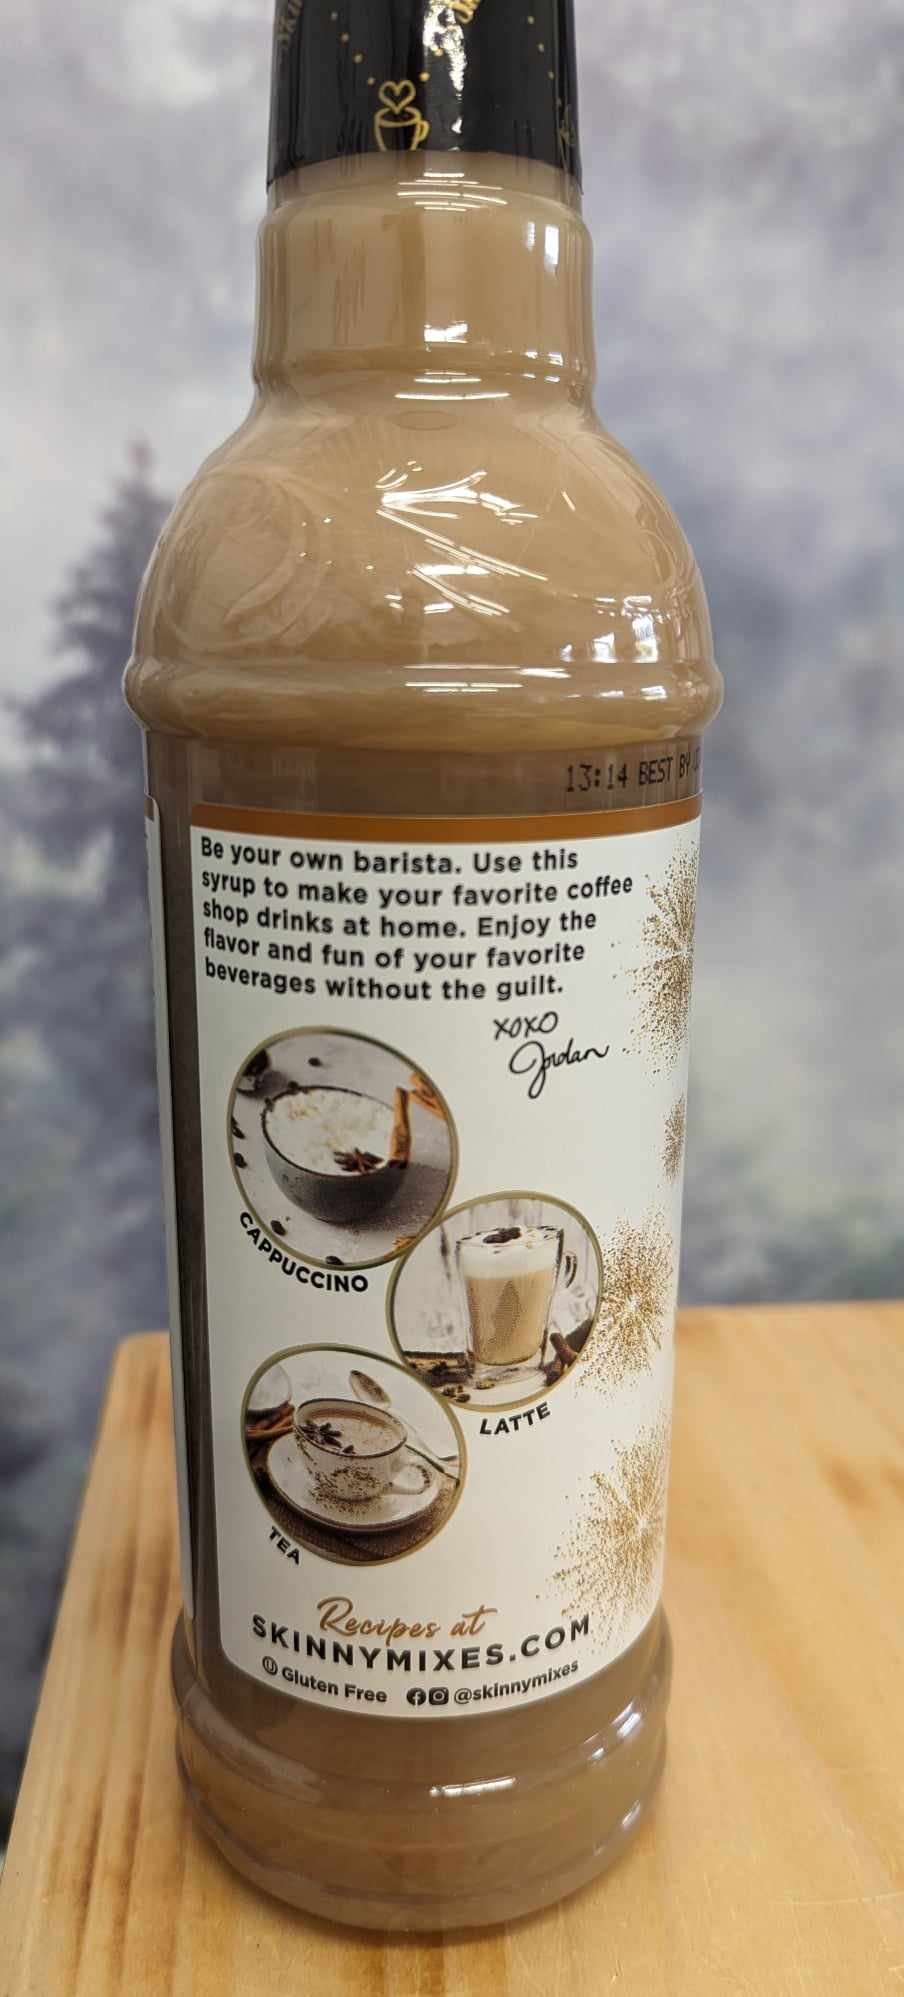 13:14 BEST BY
Be your own barista. Use this
syrup to make your favorite coffee
shop drinks at home. Enjoy the
flavor and fun of your favorite
beverages without the guilt.
XOXO
Jordan
CAPPUCCINO
LATTE
TEA
Recipes at
SKINNYMIXES.COM
U Gluten Free @skinnymixes